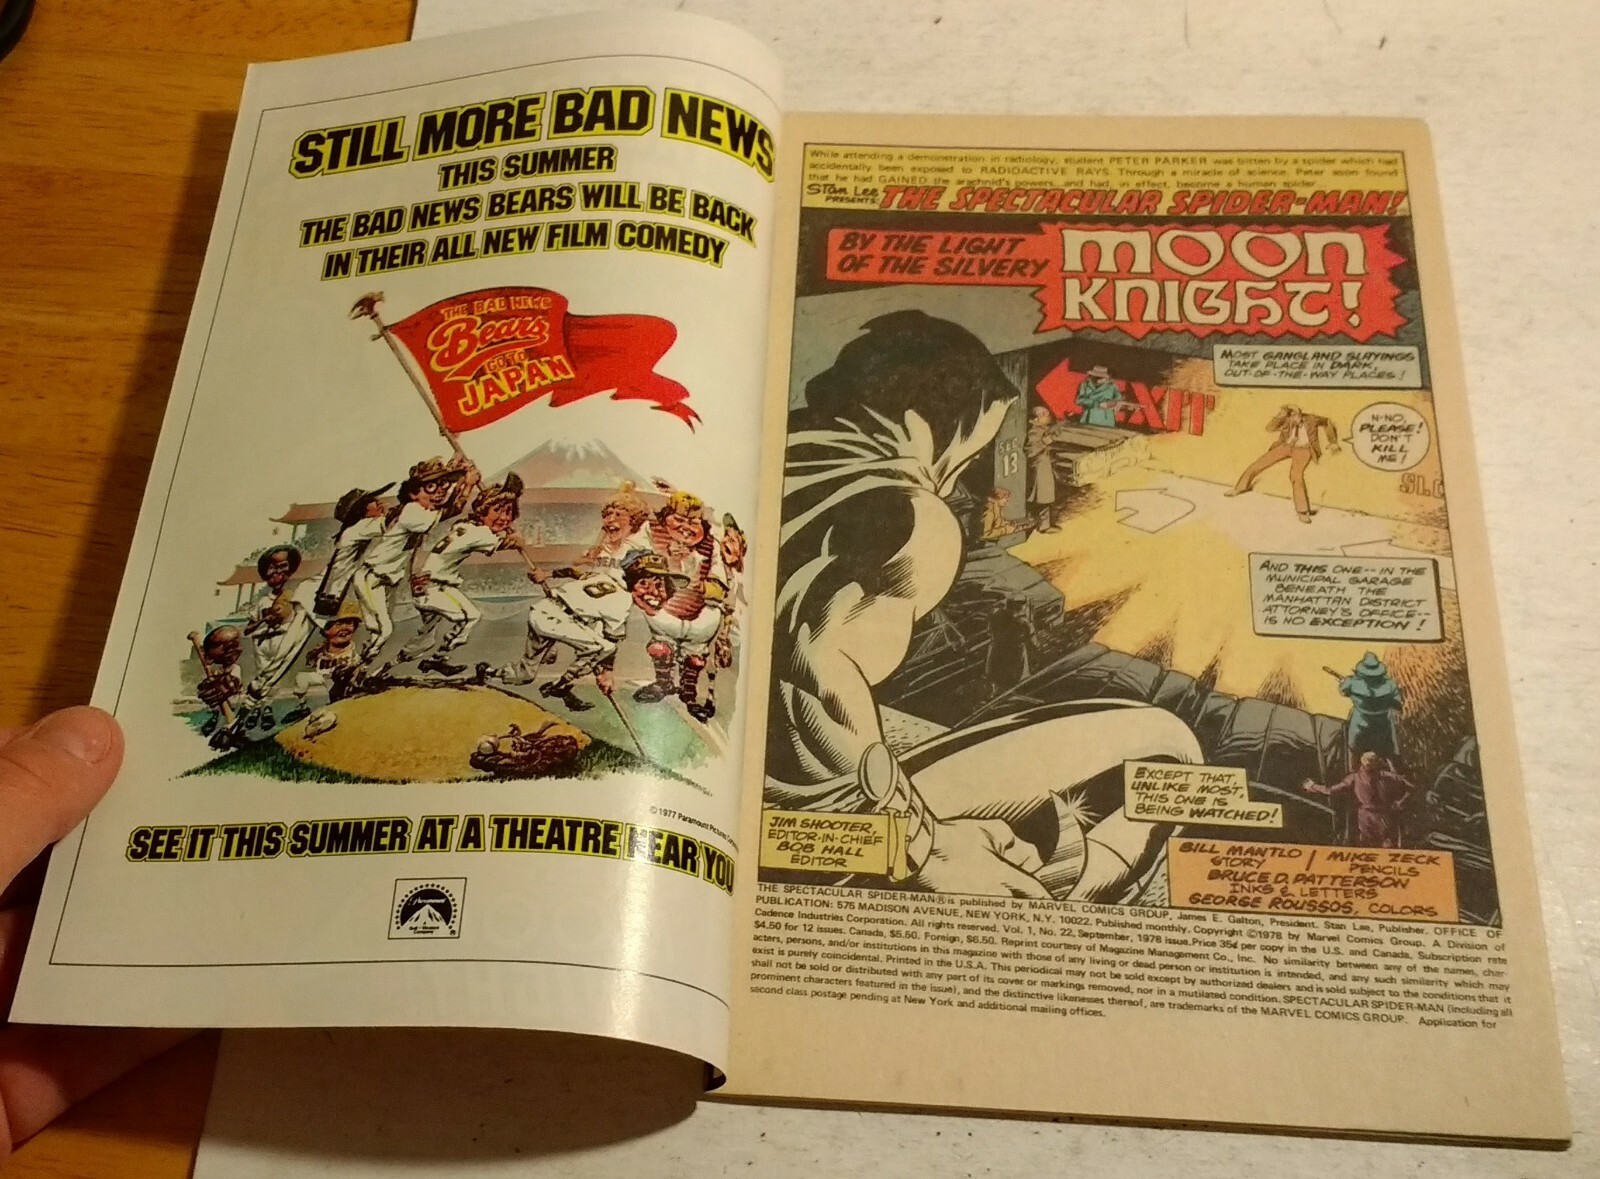 STILL MORE BAD NEWS
THIS SUMMER
THE BAD NEWS BEARS WILL BE BACK
IN THEIR ALL NEW FILM COMEDY
THE BAD NEWS
Bears
GO TO
JAPAN
BEARS
© 1977 Paramount Pictures
SEE IT THIS SUMMER AT A THEATRE NEAR YOU
Paramount
A Gulf+Western
Company
While attending a demonstration in radiology, student PETER PARKER was bitten by a spider which had
accidentally been exposed to RADIOACTIVE RAYS. Through a miracle of science, Peter soon found
that he had GAINED the arachnid's powers...and had, in effect, become a human spider...
Stan Lee
PRESENTS: THE SPECTACULAR SPIDER-MAN!
BY THE LIGHT
OF THE SILVERY
MOON
KNIGHT!
MOST GANGLAND SLAYINGS
TAKE PLACE IN DARK,
OUT-OF-THE-WAY PLACES!
EXIT
SEC
13
N-NO,
PLEASE!
DON'T
KILL
ME!
AND THIS ONE-- IN THE
MUNICIPAL GARAGE
BENEATH THE
MANHATTAN DISTRICT
ATTORNEY'S OFFICE--
IS NO EXCEPTION!
EXCEPT THAT,
UNLIKE MOST,
THIS ONE IS
BEING WATCHED!
JIM SHOOTER,
EDITOR-IN-CHIEF
BOB HALL
EDITOR
BILL MANTLO / MIKE ZECK
STORY PENCILS
BRUCE D. PATTERSON
INKS & LETTERS
GEORGE ROUSSOS, COLORS
THE SPECTACULAR SPIDER-MAN® is published by MARVEL COMICS GROUP. James E. Galton, President. Stan Lee, Publisher. OFFICE OF
PUBLICATION: 575 MADISON AVENUE, NEW YORK, N.Y. 10022. Published monthly. Copyright ©1978 by Marvel Comics Group. A Division of
Cadence Industries Corporation. All rights reserved. Vol. 1, No. 22, September, 1978 issue. Price 35¢ per copy in the U.S. and Canada. Subscription rate
$4.50 for 12 issues. Canada, $5.50. Foreign, $6.50. Reprint courtesy of Magazine Management Co., Inc. No similarity between any of the names, char-
acters, persons, and/or institutions in this magazine with those of any living or dead person or institution is intended, and any such similarity which may
exist is purely coincidental. Printed in the U.S.A. This periodical may not be sold except by authorized dealers and is sold subject to the conditions that it
shall not be sold or distributed with any part of its cover or markings removed, nor in a mutilated condition. SPECTACULAR SPIDER-MAN (including all
prominent characters featured in the issue), and the distinctive likenesses thereof, are trademarks of the MARVEL COMICS GROUP. Application for
second class postage pending at New York and additional mailing offices.